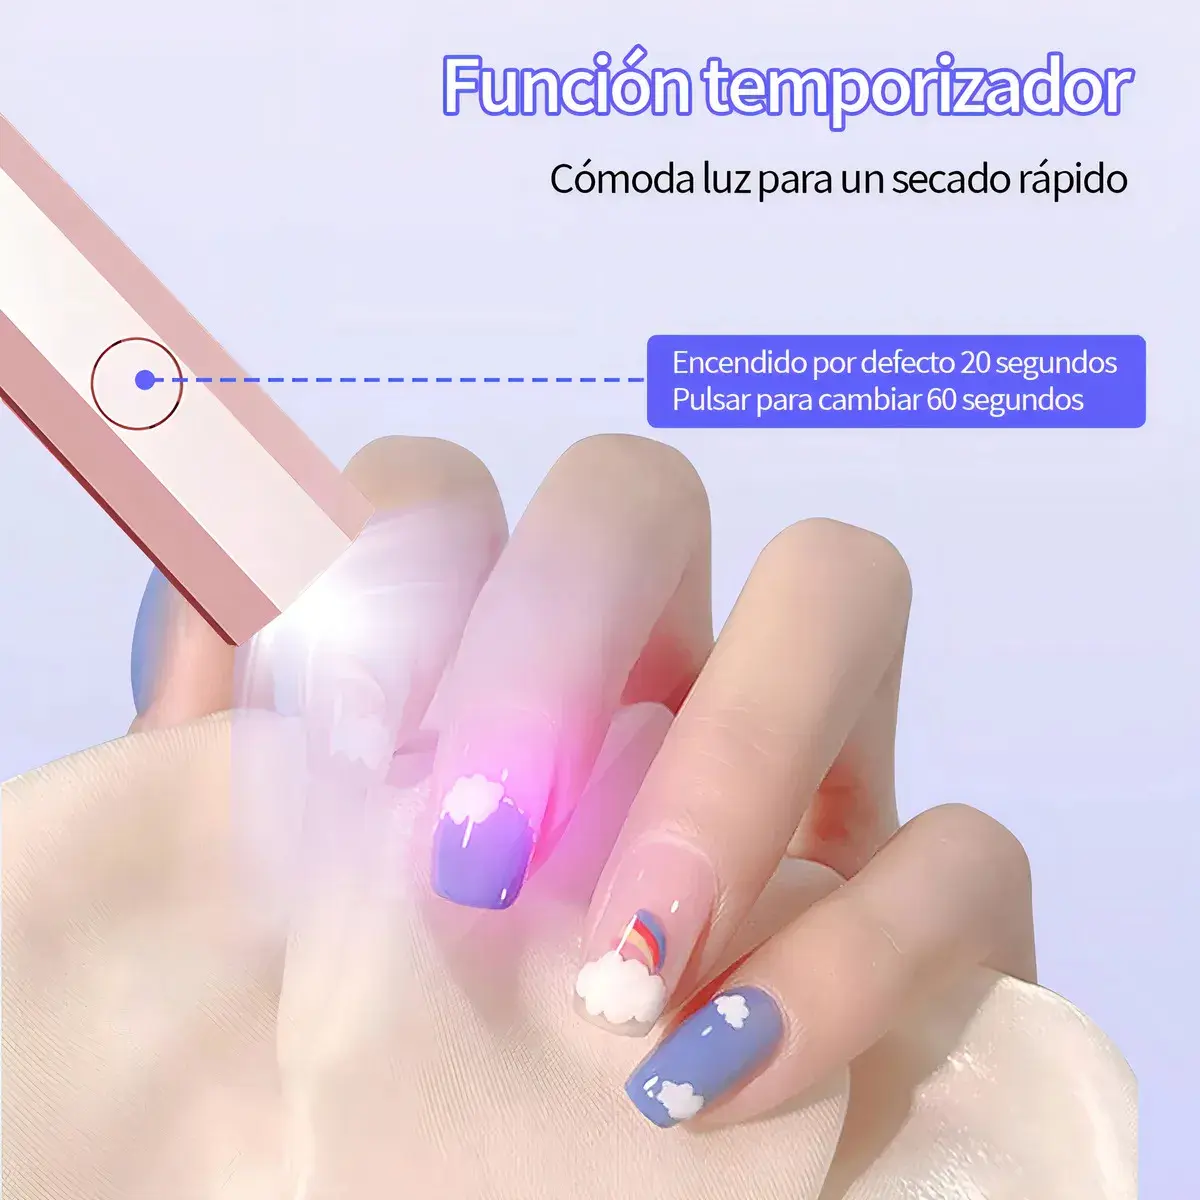 Función temporizador
Cómoda luz para un secado rápido
Encendido por defecto 20 segundos
Pulsar para cambiar 60 segundos